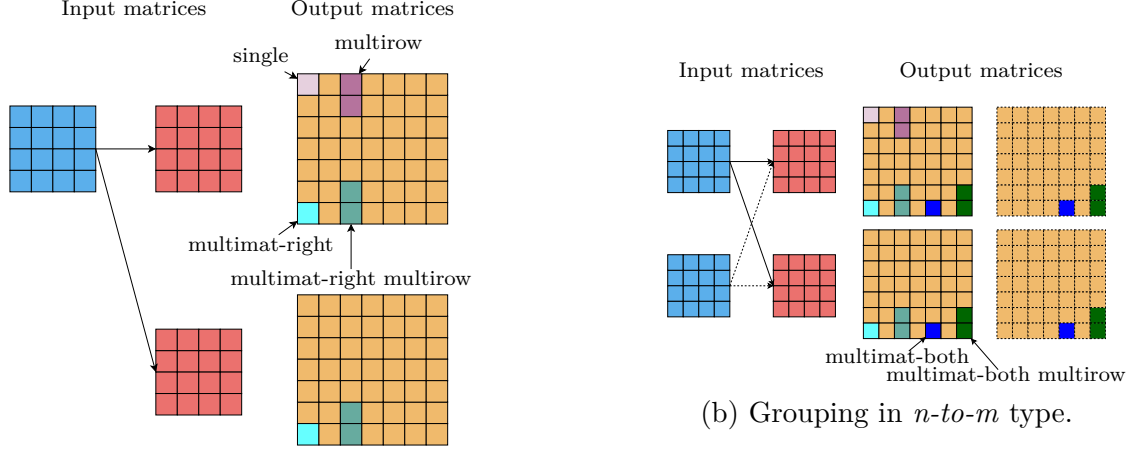 Input matrices
Output matrices
single
multirow
multimat-right
multimat-right multirow
Input matrices
Output matrices
multimat-both
multimat-both multirow
(b) Grouping in n-to-m type.